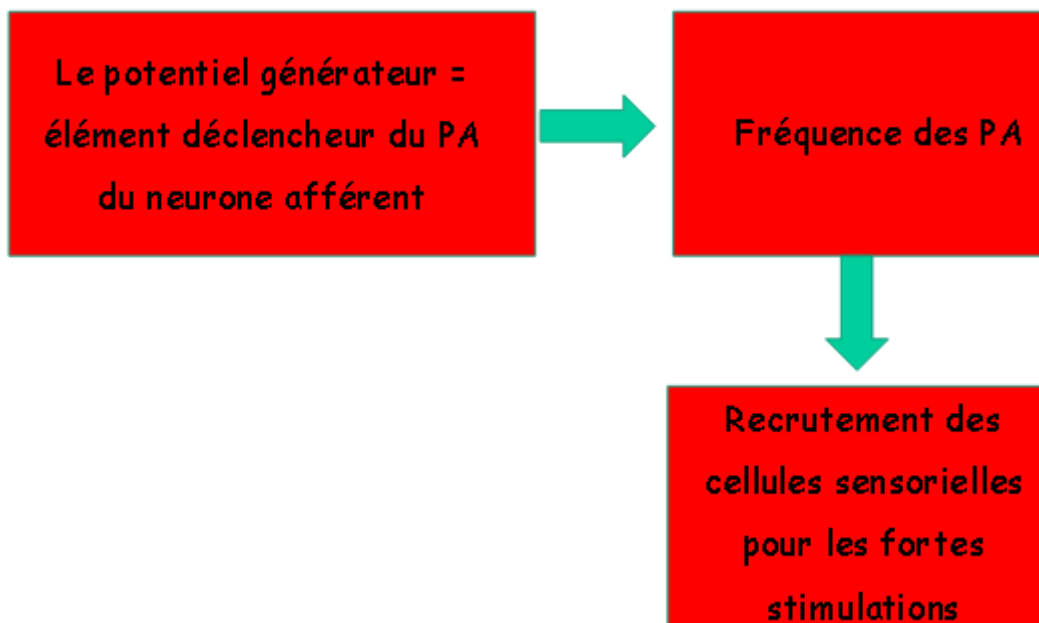 Le potentiel générateur =
élément déclencheur du PA
du neurone afférent
Fréquence des PA
Recrutement des
cellules sensorielles
pour les fortes
stimulations